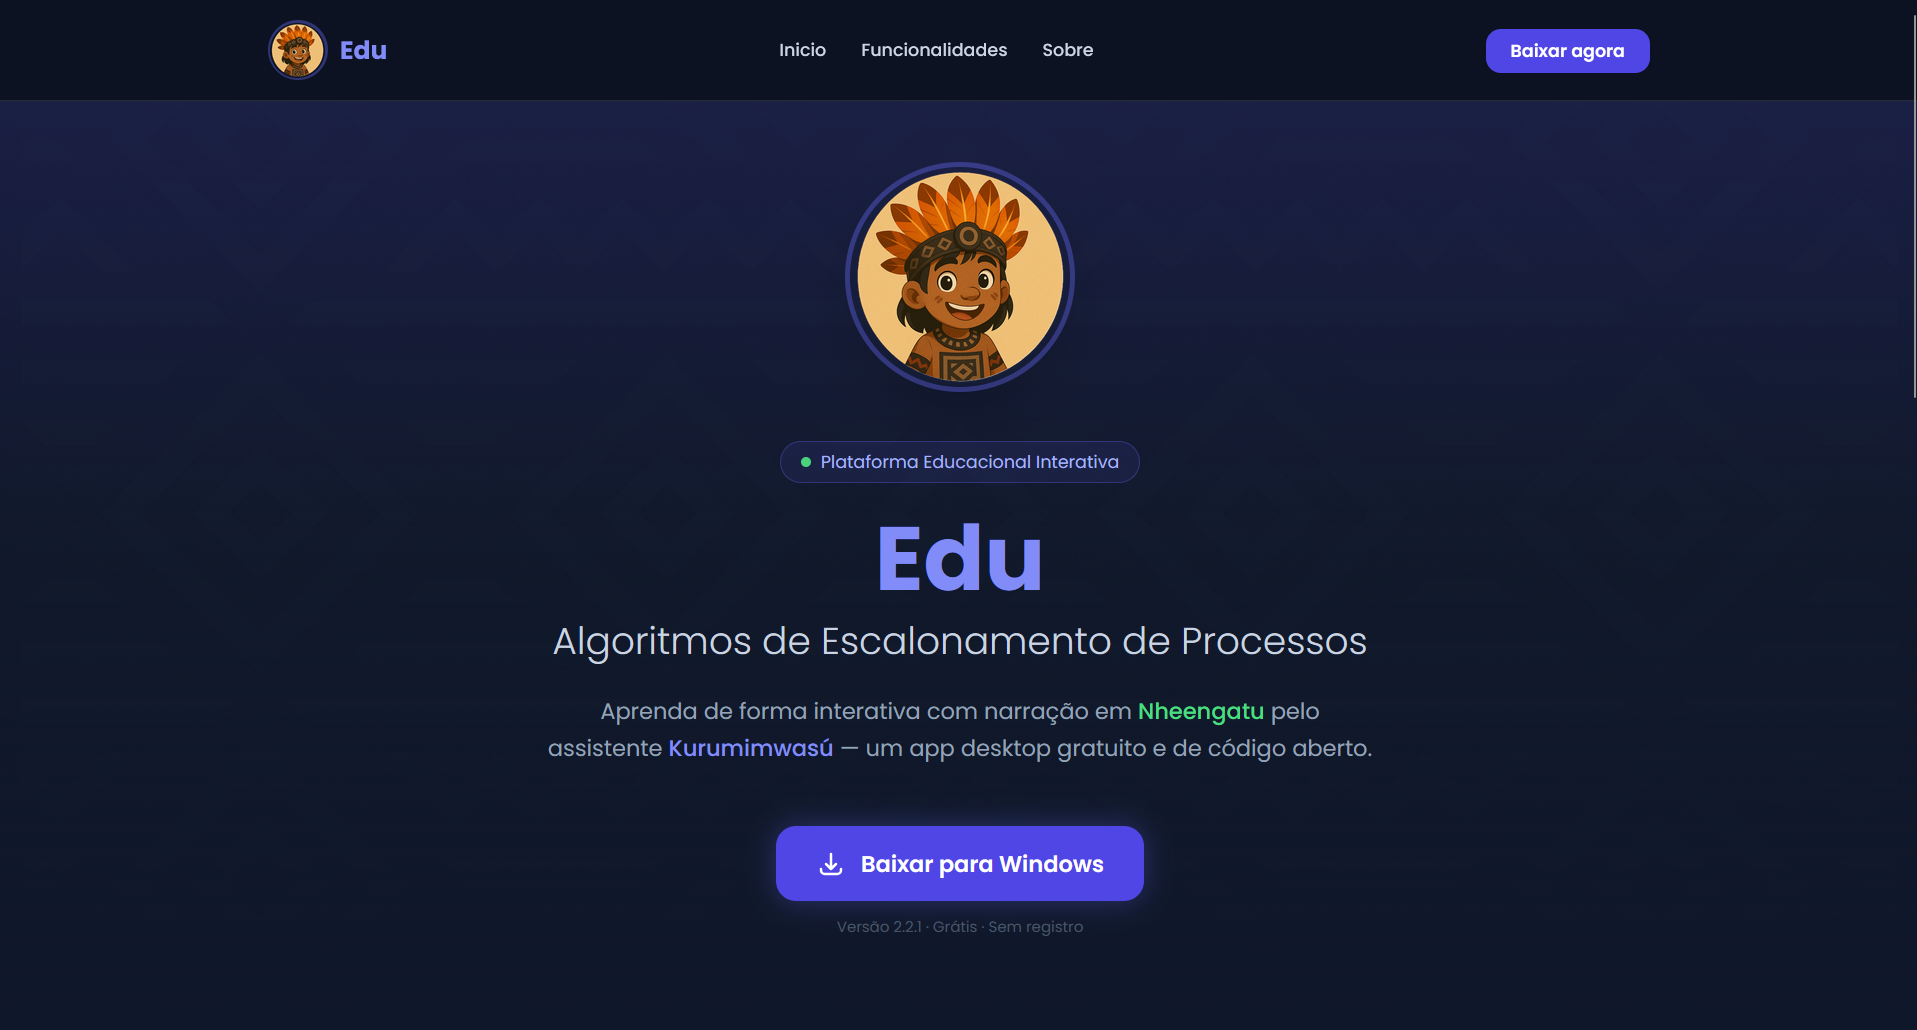 Edu
Inicio
Funcionalidades
Sobre
Baixar agora
Plataforma Educacional Interativa
Edu
Algoritmos de Escalonamento de Processos
Aprenda de forma interativa com narração em Nheengatu pelo
assistente Kurumimwasú — um app desktop gratuito e de código aberto.
Baixar para Windows
Versão 2.2.1 · Grátis · Sem registro